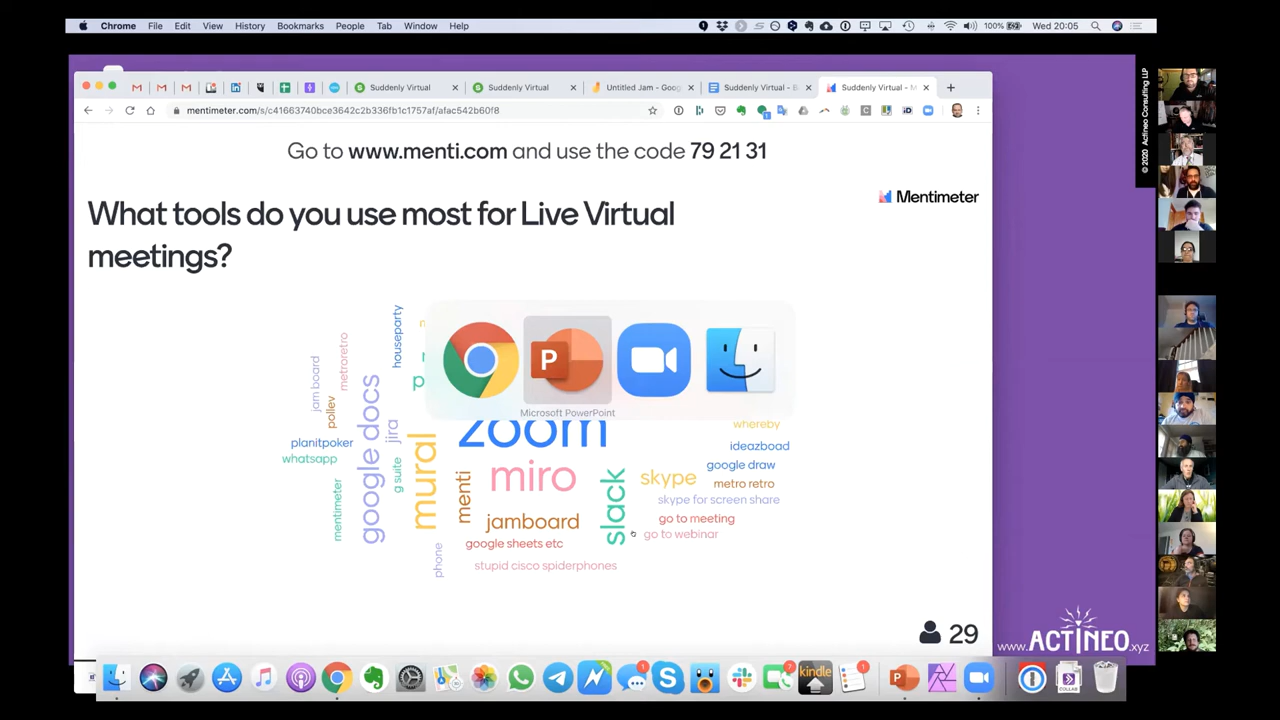 Chrome File Edit View History Bookmarks People Tab Window Help
100% Wed 20:05
Suddenly Virtual
Suddenly Virtual
Untitled Jam - Goog
Suddenly Virtual - B
Suddenly Virtual - M
mentimeter.com/s/c41663740bce3642c2b336fb1c1757af/afac542b60f8
Go to www.menti.com and use the code 79 21 31
Mentimeter
What tools do you use most for Live Virtual
meetings?
houseparty
metroretro
jam board
pollev
google docs
jira
planitpoker
whatsapp
g suite
mural
mentimeter
phone
Microsoft PowerPoint
zoom
miro
menti
jamboard
google sheets etc
stupid cisco spiderphones
slack
skype
whereby
ideazboad
google draw
metro retro
skype for screen share
go to meeting
go to webinar
29
www.ACTINEO.xyz
© 2020 Actineo Consulting LLP
kindle
COLLAB